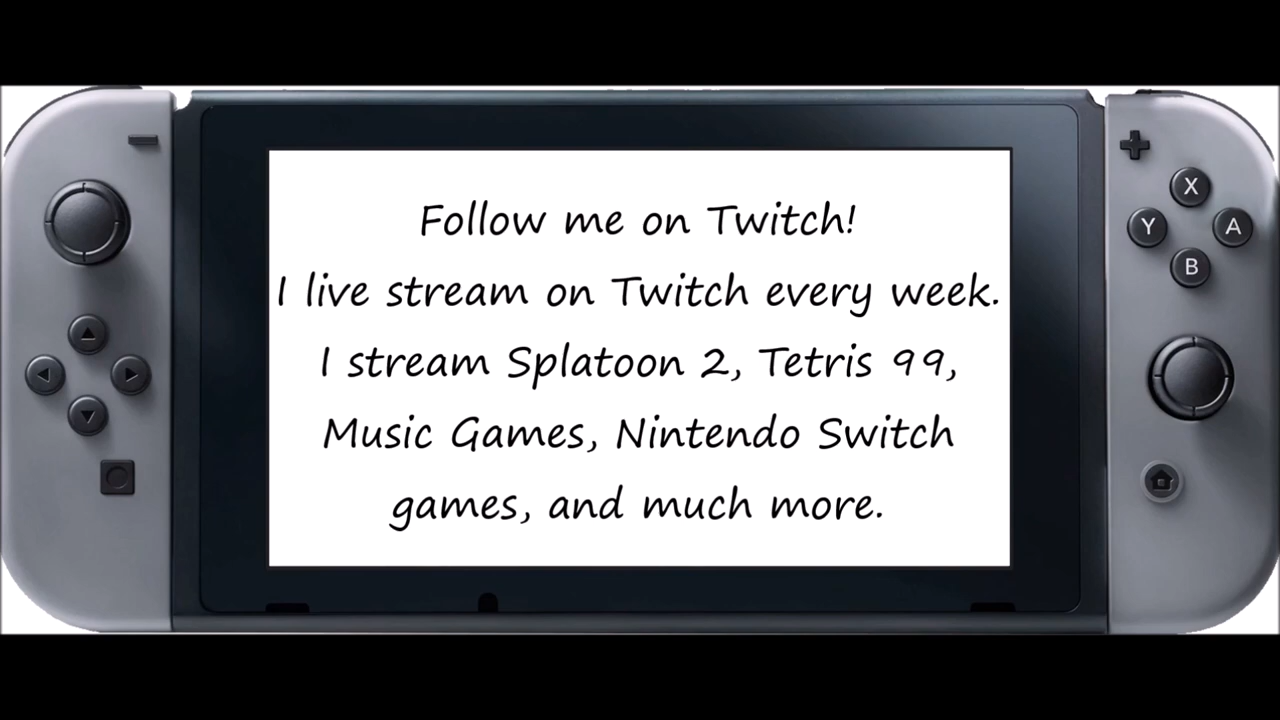 Follow me on Twitch!
I live stream on Twitch every week.
I stream Splatoon 2, Tetris 99,
Music Games, Nintendo Switch
games, and much more.
X
Y A
B